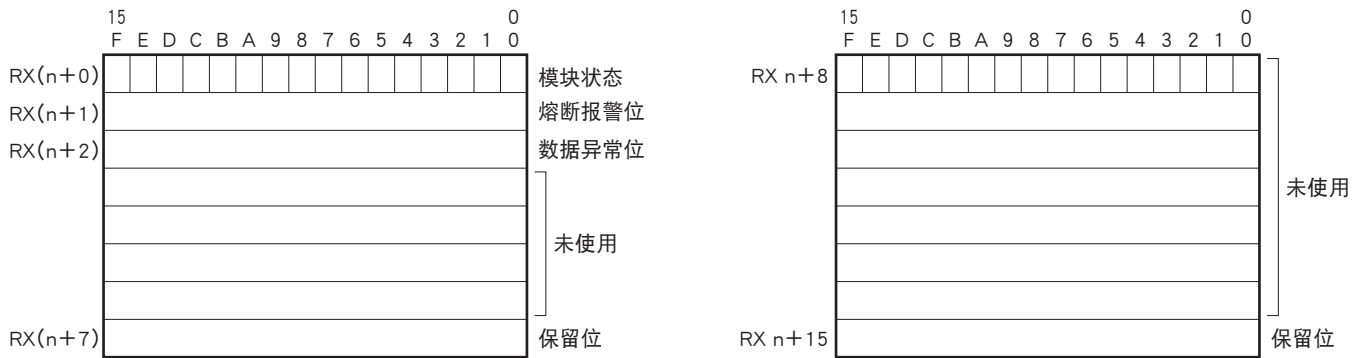 15 0
F E D C B A 9 8 7 6 5 4 3 2 1 0
RX(n+0) 模块状态
RX(n+1) 熔断报警位
RX(n+2) 数据异常位
未使用
RX(n+7) 保留位
15 0
F E D C B A 9 8 7 6 5 4 3 2 1 0
RX n+8
未使用
RX n+15 保留位